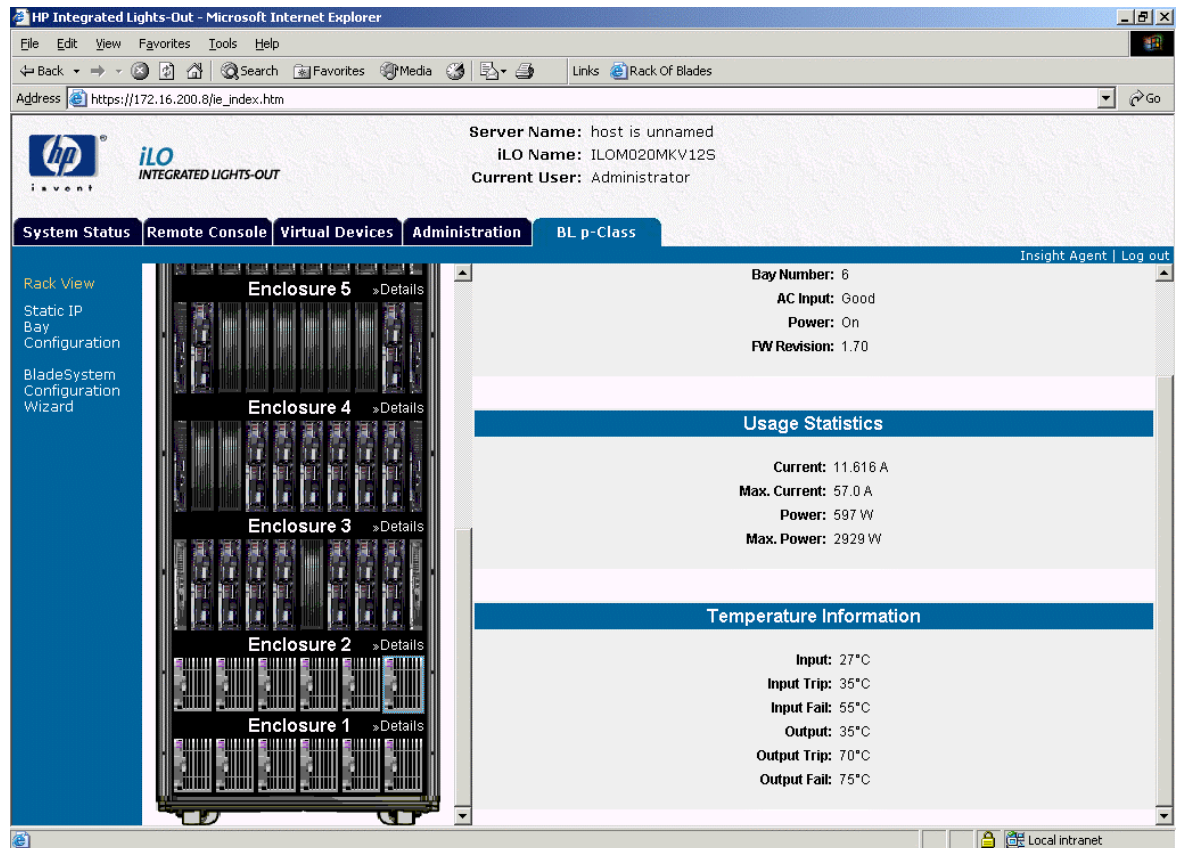 HP Integrated Lights-Out - Microsoft Internet Explorer
File Edit View Favorites Tools Help
Back Search Favorites Media Links Rack Of Blades
Address https://172.16.200.8/ie_index.htm Go
hp ®
invent
iLO
INTEGRATED LIGHTS-OUT
Server Name: host is unnamed
iLO Name: ILOM020MKV12S
Current User: Administrator
System Status Remote Console Virtual Devices Administration BL p-Class
Insight Agent | Log out
Rack View
Static IP
Bay
Configuration
BladeSystem
Configuration
Wizard
Enclosure 5 »Details
Enclosure 4 »Details
Enclosure 3 »Details
Enclosure 2 »Details
Enclosure 1 »Details
Bay Number: 6
AC Input: Good
Power: On
FW Revision: 1.70
Usage Statistics
Current: 11.616 A
Max. Current: 57.0 A
Power: 597 W
Max. Power: 2929 W
Temperature Information
Input: 27°C
Input Trip: 35°C
Input Fail: 55°C
Output: 35°C
Output Trip: 70°C
Output Fail: 75°C
Local intranet